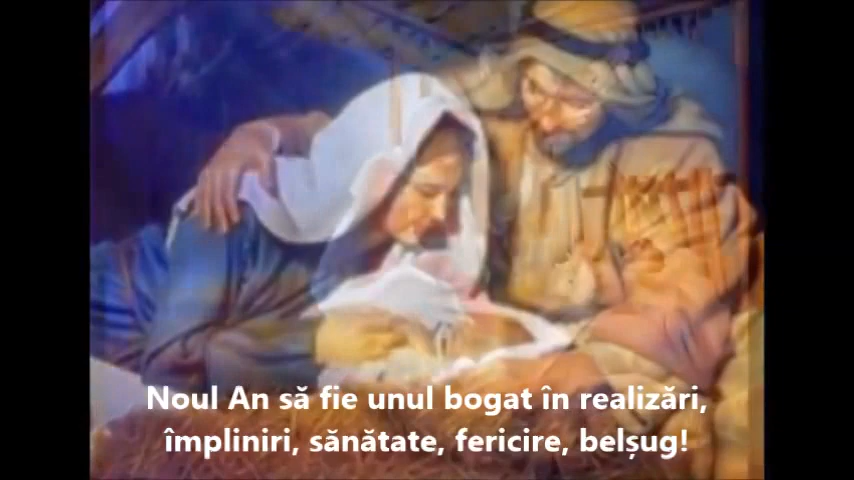 Noul An să fie unul bogat în realizări,
împliniri, sănătate, fericire, belșug!